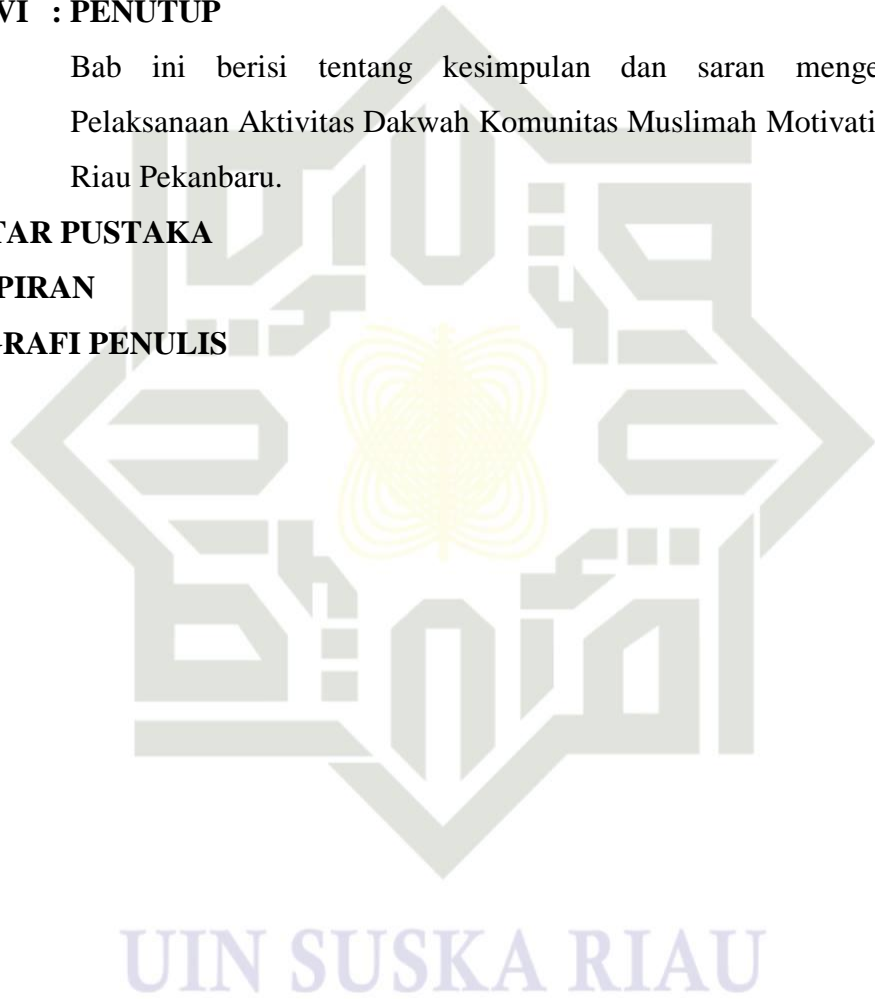 VI : PENUTUP
Bab ini berisi tentang kesimpulan dan saran menge
Pelaksanaan Aktivitas Dakwah Komunitas Muslimah Motivati
Riau Pekanbaru.
TAR PUSTAKA
PIRAN
GRAFI PENULIS
UIN SUSKA RIAU